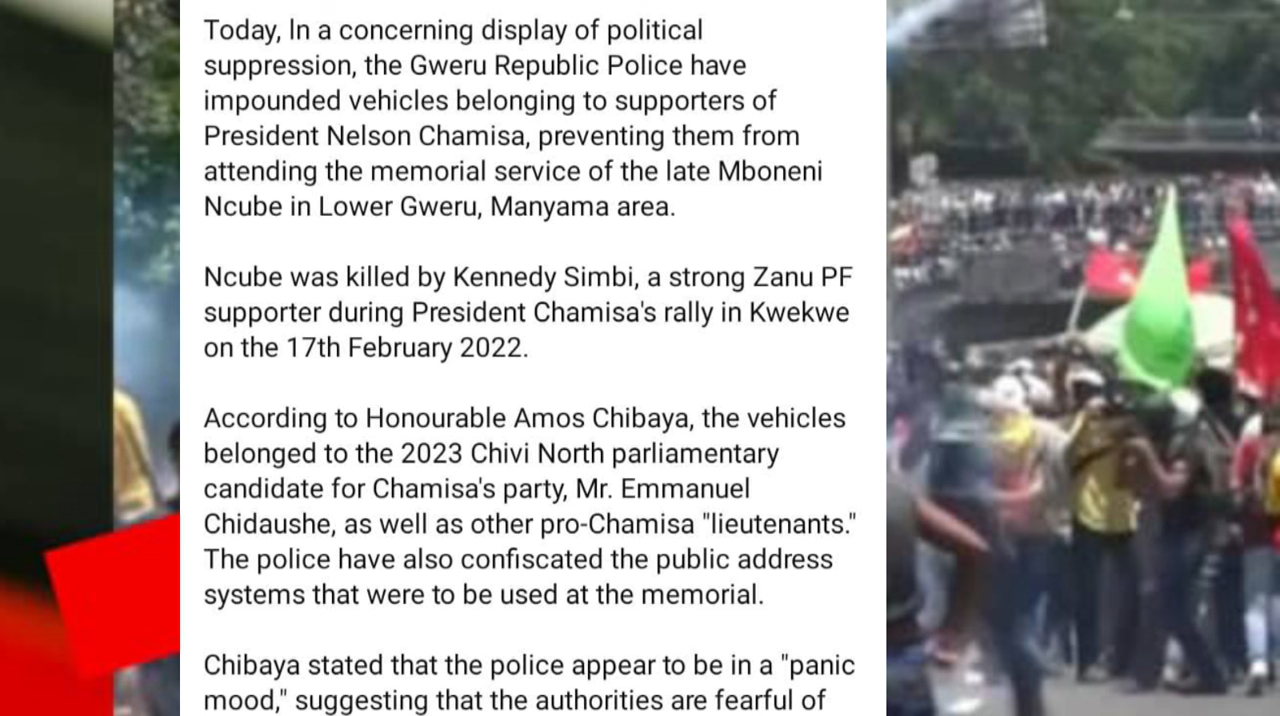 Today, In a concerning display of political
suppression, the Gweru Republic Police have
impounded vehicles belonging to supporters of
President Nelson Chamisa, preventing them from
attending the memorial service of the late Mboneni
Ncube in Lower Gweru, Manyama area.
Ncube was killed by Kennedy Simbi, a strong Zanu PF
supporter during President Chamisa's rally in Kwekwe
on the 17th February 2022.
According to Honourable Amos Chibaya, the vehicles
belonged to the 2023 Chivi North parliamentary
candidate for Chamisa's party, Mr. Emmanuel
Chidaushe, as well as other pro-Chamisa "lieutenants."
The police have also confiscated the public address
systems that were to be used at the memorial.
Chibaya stated that the police appear to be in a "panic
mood," suggesting that the authorities are fearful of